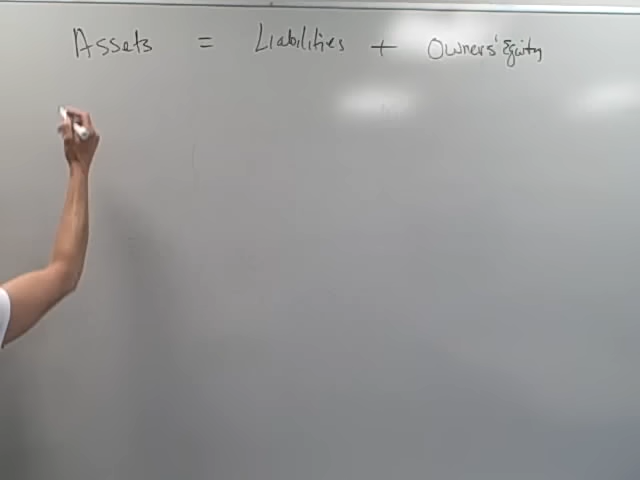 Assets = Liabilities + Owners' Equity